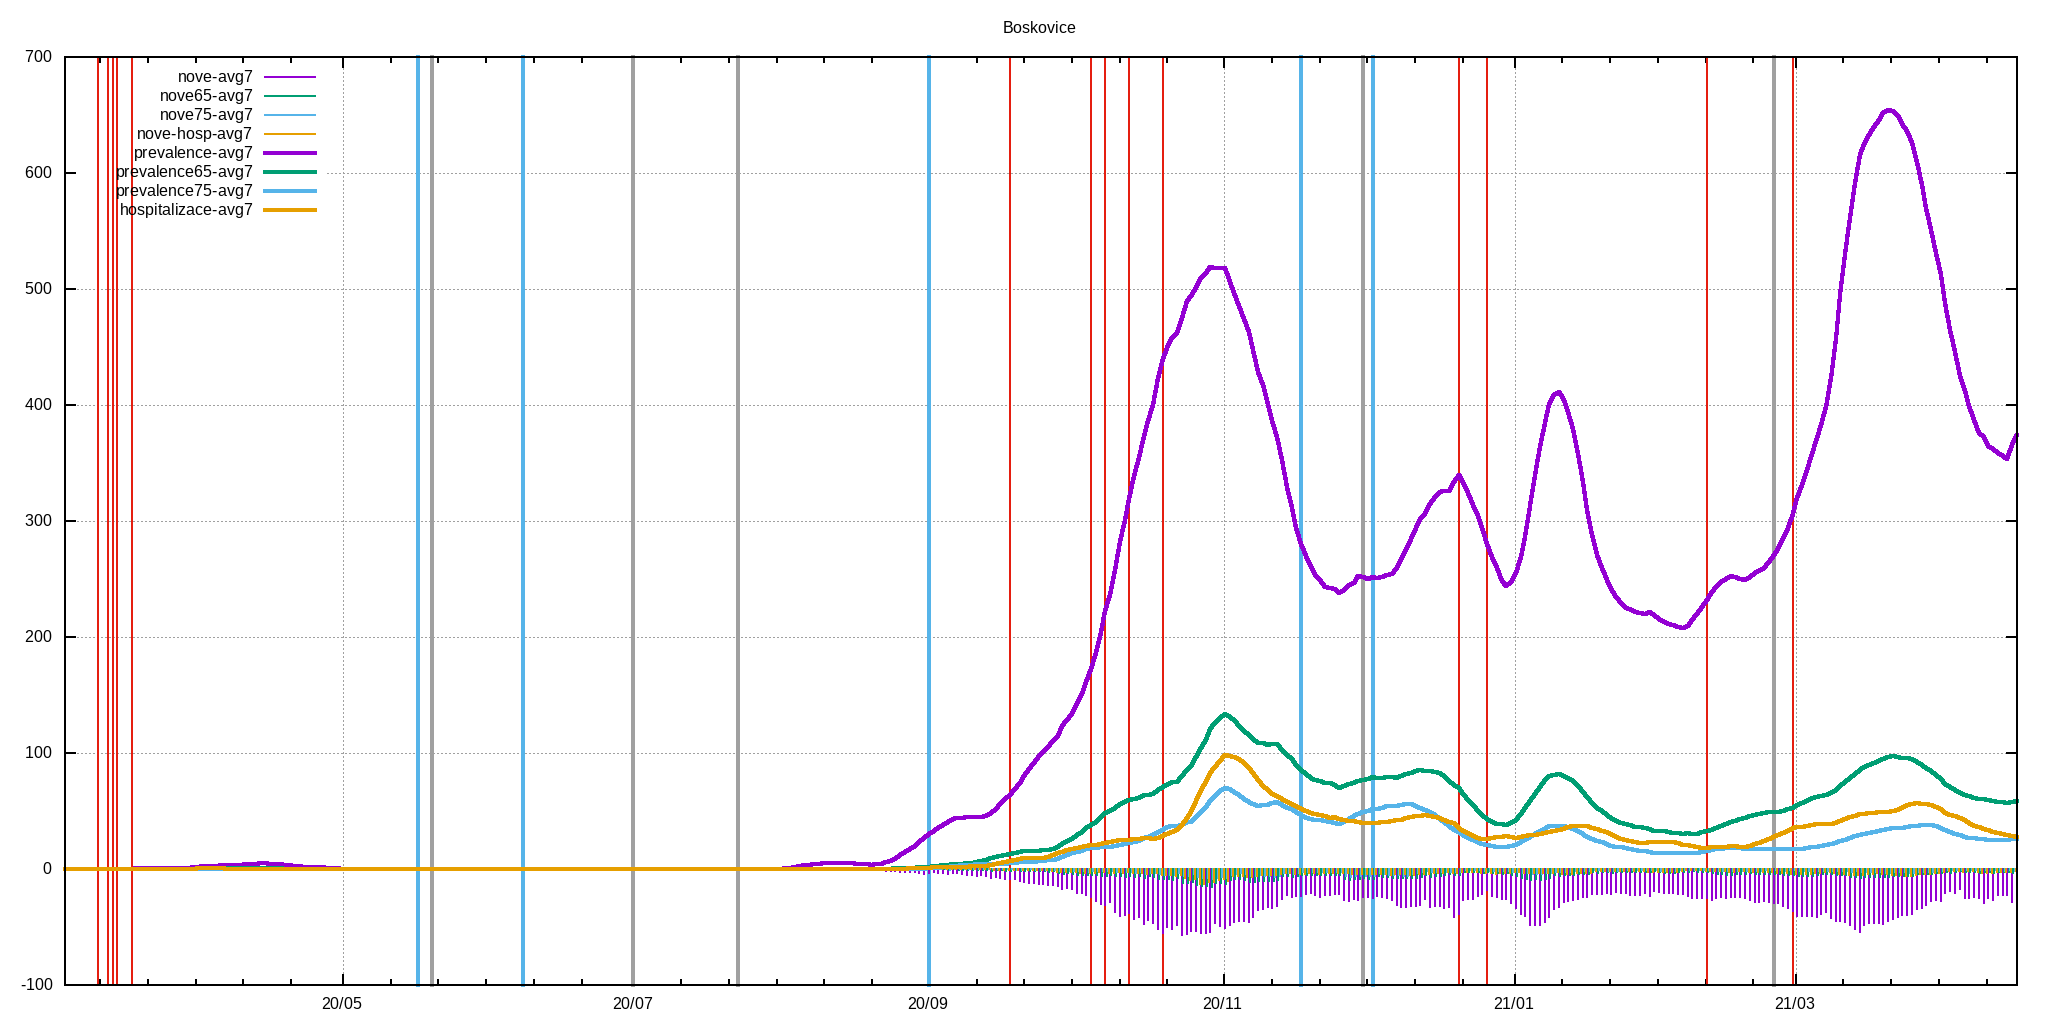 Boskovice
700
600
500
400
300
200
100
0
-100
nove-avg7
nove65-avg7
nove75-avg7
nove-hosp-avg7
prevalence-avg7
prevalence65-avg7
prevalence75-avg7
hospitalizace-avg7
20/05 20/07 20/09 20/11 21/01 21/03